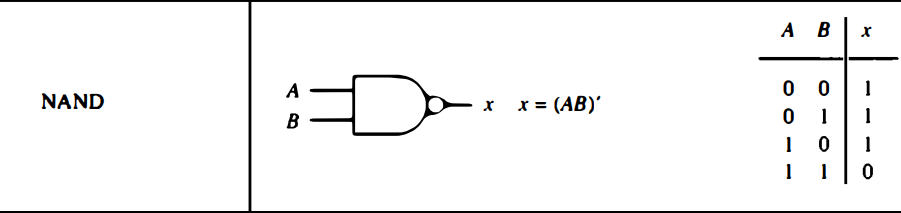 NAND
A
B
x x = (AB)′
A B x
0 0 1
0 1 1
1 0 1
1 1 0